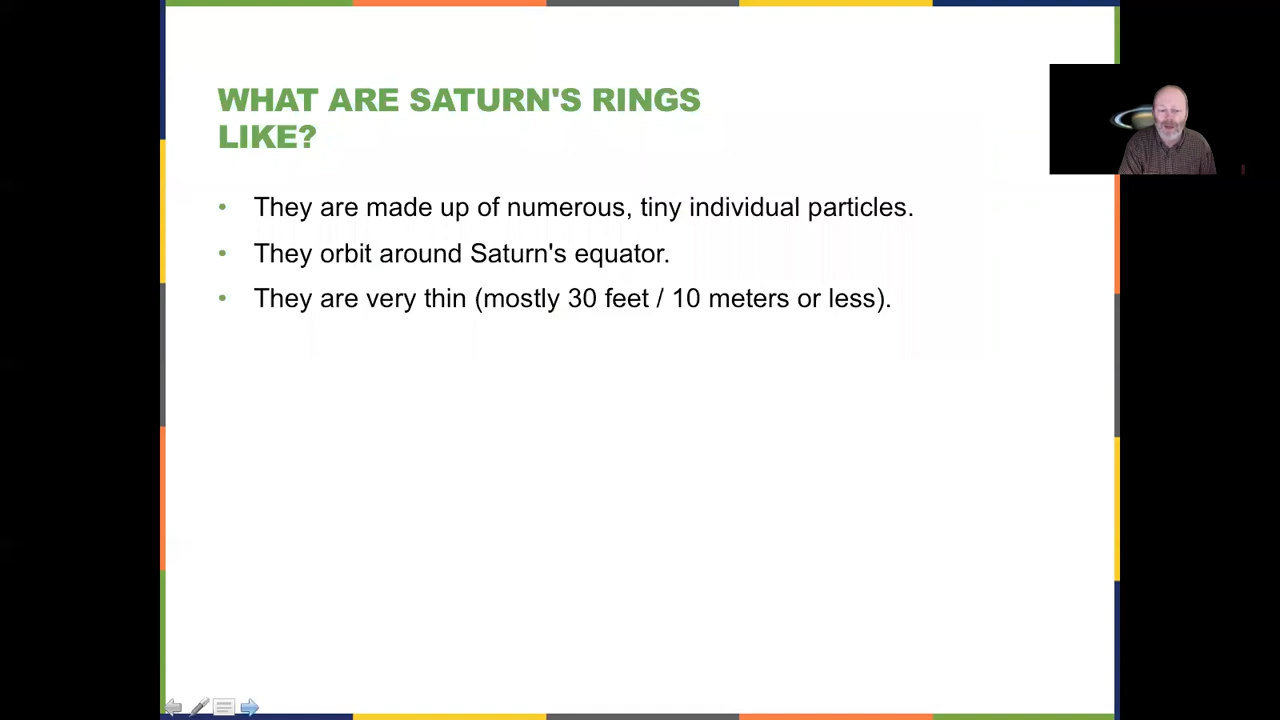 WHAT ARE SATURN'S RINGS
LIKE?
• They are made up of numerous, tiny individual particles.
• They orbit around Saturn's equator.
• They are very thin (mostly 30 feet / 10 meters or less).